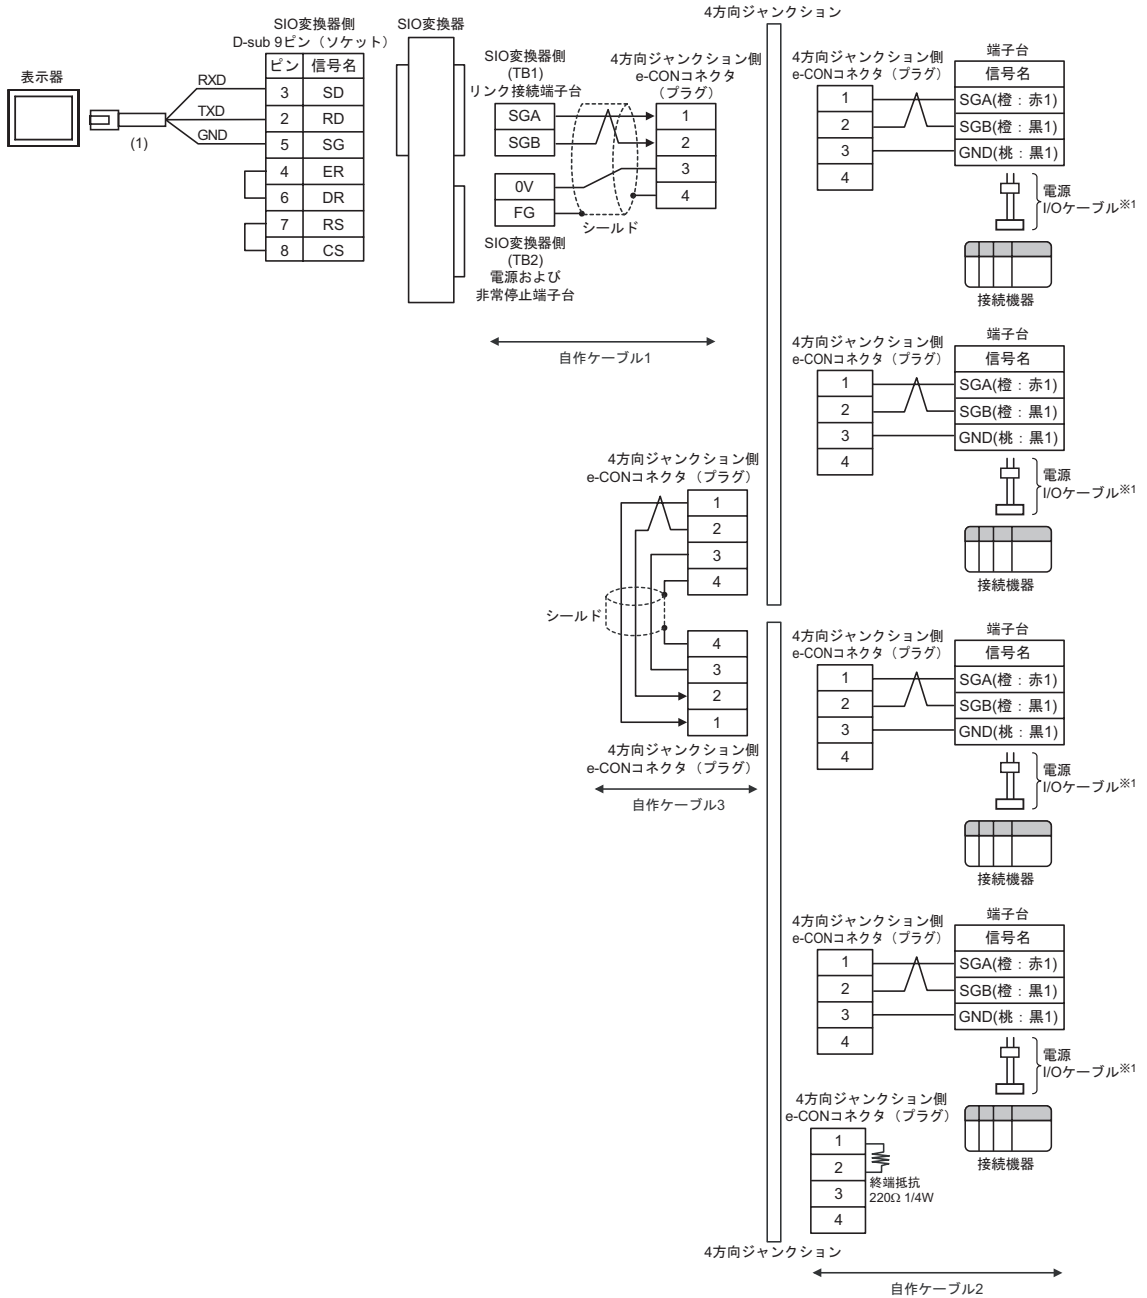 表示器
(1)
RXD
TXD
GND
SIO変換器側
D-sub 9ピン（ソケット）
ピン 信号名
3 SD
2 RD
5 SG
4 ER
6 DR
7 RS
8 CS
SIO変換器
SIO変換器側
(TB1)
リンク接続端子台
SGA
SGB
0V
FG
SIO変換器側
(TB2)
電源および
非常停止端子台
シールド
4方向ジャンクション側
e-CONコネクタ
（プラグ）
1
2
3
4
自作ケーブル1
4方向ジャンクション
4方向ジャンクション側
e-CONコネクタ（プラグ）
1
2
3
4
端子台
信号名
SGA(橙：赤1)
SGB(橙：黒1)
GND(桃：黒1)
電源
I/Oケーブル※1
接続機器
4方向ジャンクション側
e-CONコネクタ（プラグ）
1
2
3
4
端子台
信号名
SGA(橙：赤1)
SGB(橙：黒1)
GND(桃：黒1)
電源
I/Oケーブル※1
接続機器
4方向ジャンクション側
e-CONコネクタ（プラグ）
1
2
3
4
シールド
4
3
2
1
4方向ジャンクション側
e-CONコネクタ（プラグ）
自作ケーブル3
4方向ジャンクション側
e-CONコネクタ（プラグ）
1
2
3
4
端子台
信号名
SGA(橙：赤1)
SGB(橙：黒1)
GND(桃：黒1)
電源
I/Oケーブル※1
接続機器
4方向ジャンクション側
e-CONコネクタ（プラグ）
1
2
3
4
端子台
信号名
SGA(橙：赤1)
SGB(橙：黒1)
GND(桃：黒1)
電源
I/Oケーブル※1
接続機器
4方向ジャンクション側
e-CONコネクタ（プラグ）
1
2
3
4
終端抵抗
220Ω 1/4W
4方向ジャンクション
自作ケーブル2